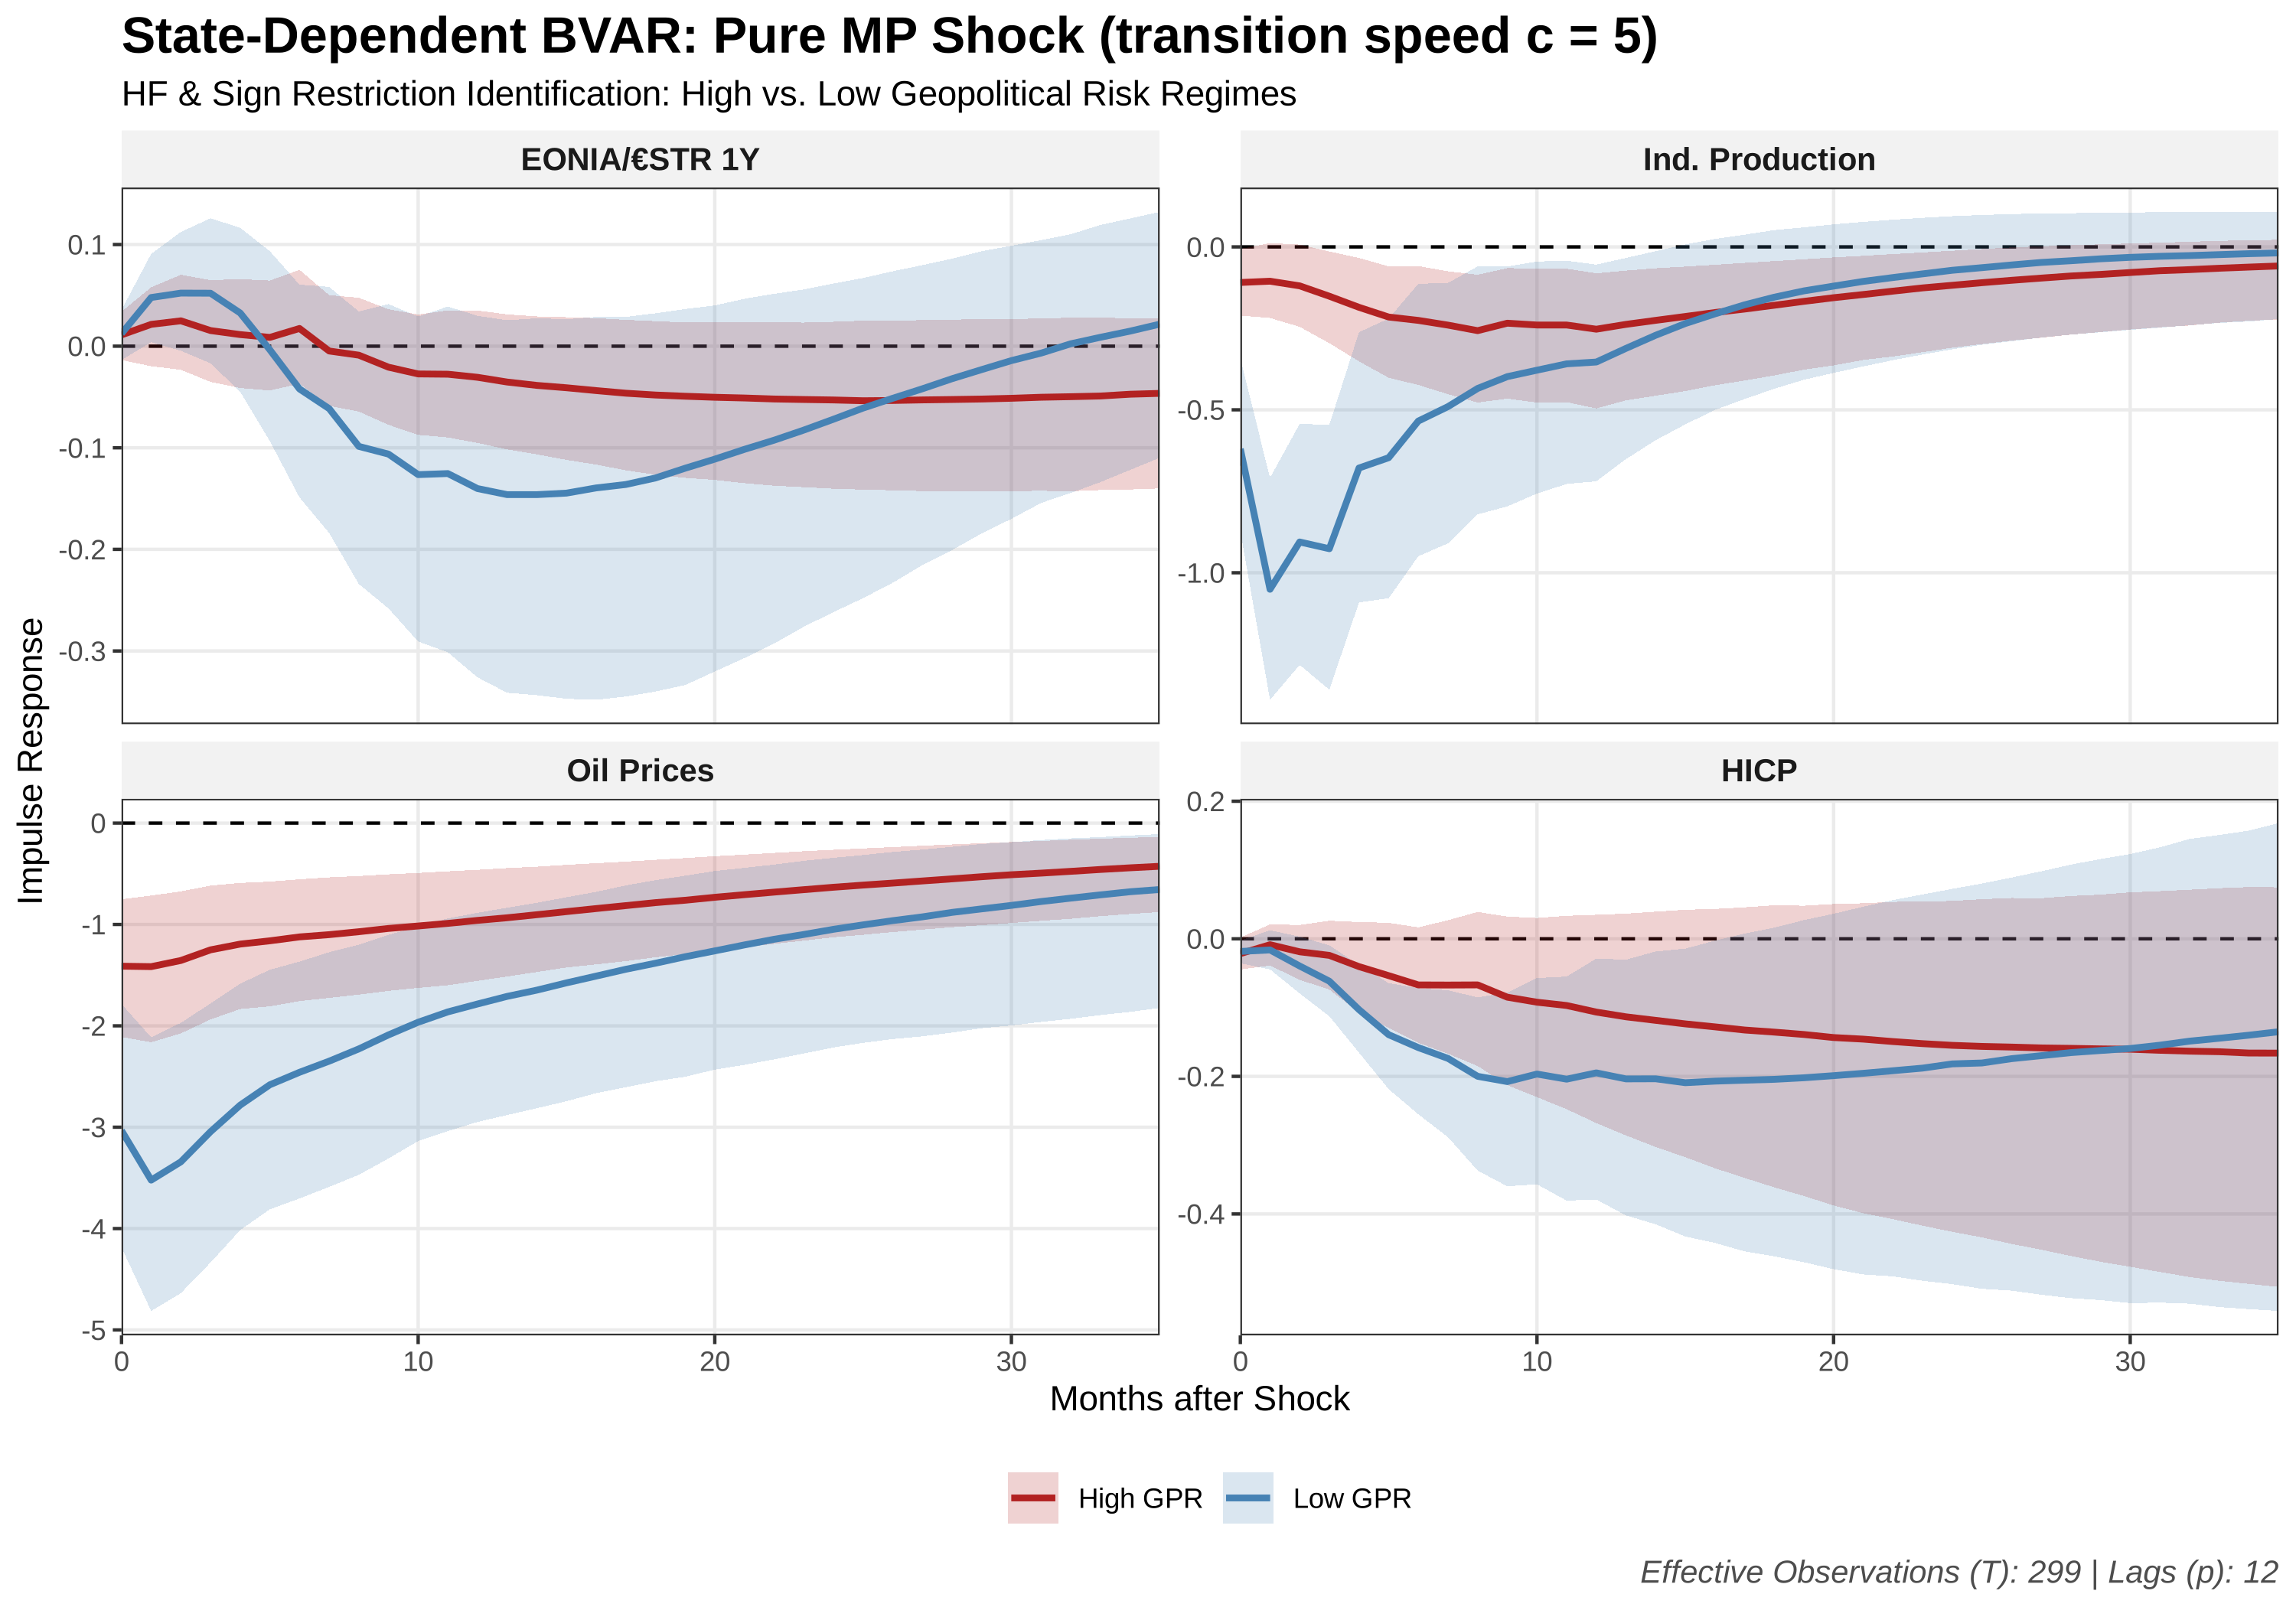 State-Dependent BVAR: Pure MP Shock (transition speed c = 5)
HF & Sign Restriction Identification: High vs. Low Geopolitical Risk Regimes
EONIA/€STR 1Y
0.1
0.0
-0.1
-0.2
-0.3
Ind. Production
0.0
-0.5
-1.0
Impulse Response
Oil Prices
0
-1
-2
-3
-4
-5
0 10 20 30
HICP
0.2
0.0
-0.2
-0.4
0 10 20 30
Months after Shock
High GPR Low GPR
Effective Observations (T): 299 | Lags (p): 12